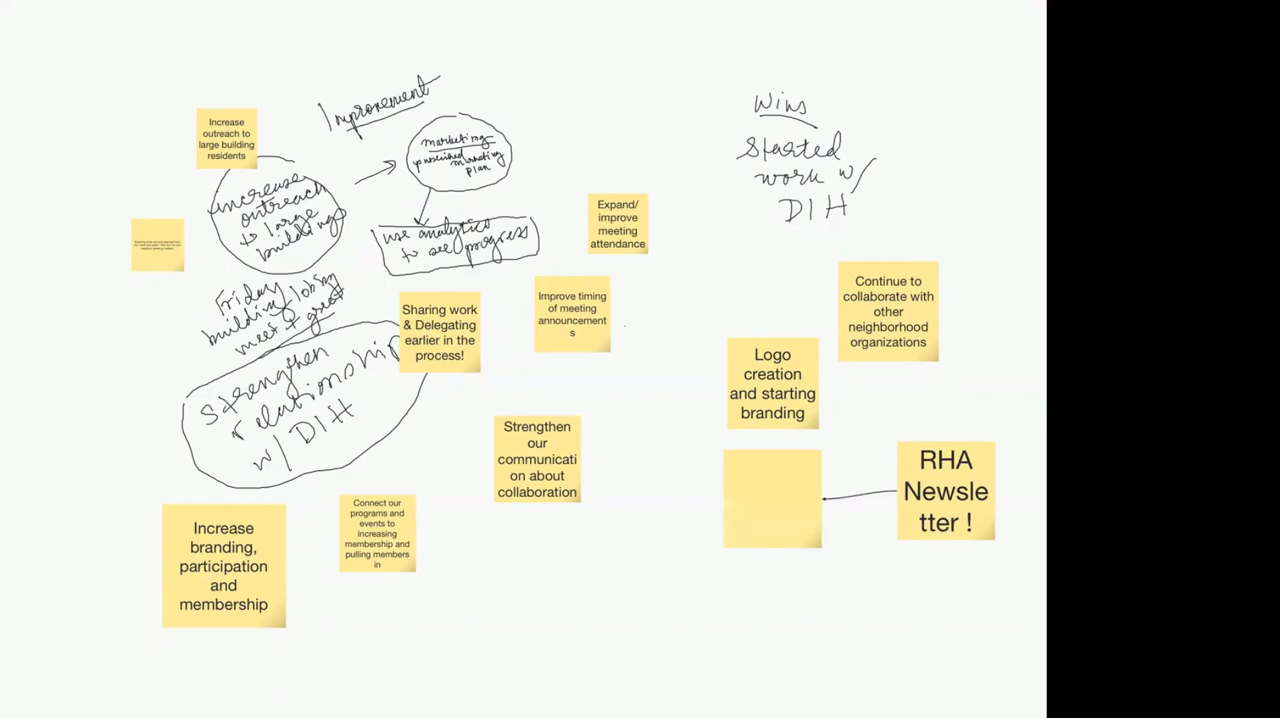 Improvement
Increase
outreach to
large building
residents
increase
outreach
to large
buildings
marketing
published marketing
plan
use analytics
to see progress
Expand/
improve
meeting
attendance
Friday
building lobing
meet + great
Sharing work
& Delegating
earlier in the
process!
Improve timing
of meeting
announcement
s
Strengthen
relationship
w/ DIH
Strengthen
our
communicati
on about
collaboration
Increase
branding,
participation
and
membership
Connect our
programs and
events to
increasing
membership and
pulling members
in
Wins
Started
work w/
DIH
Continue to
collaborate with
other
neighborhood
organizations
Logo
creation
and starting
branding
RHA
Newsle
tter !